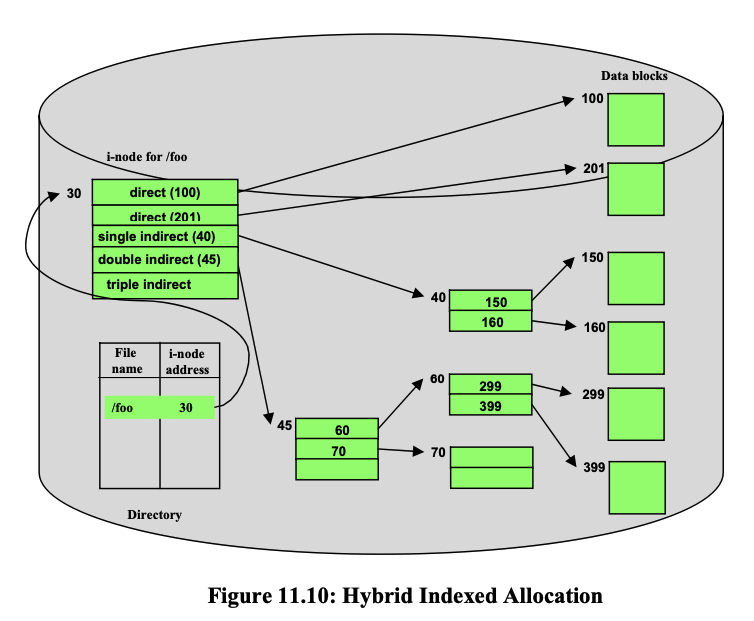 Data blocks
100
i-node for /foo
201
30
direct (100)
direct (201)
single indirect (40)
double indirect (45)
triple indirect
150
40
150
160
160
File name
i-node address
/foo
30
60
299
399
299
45
60
70
70
399
Directory
Figure 11.10: Hybrid Indexed Allocation